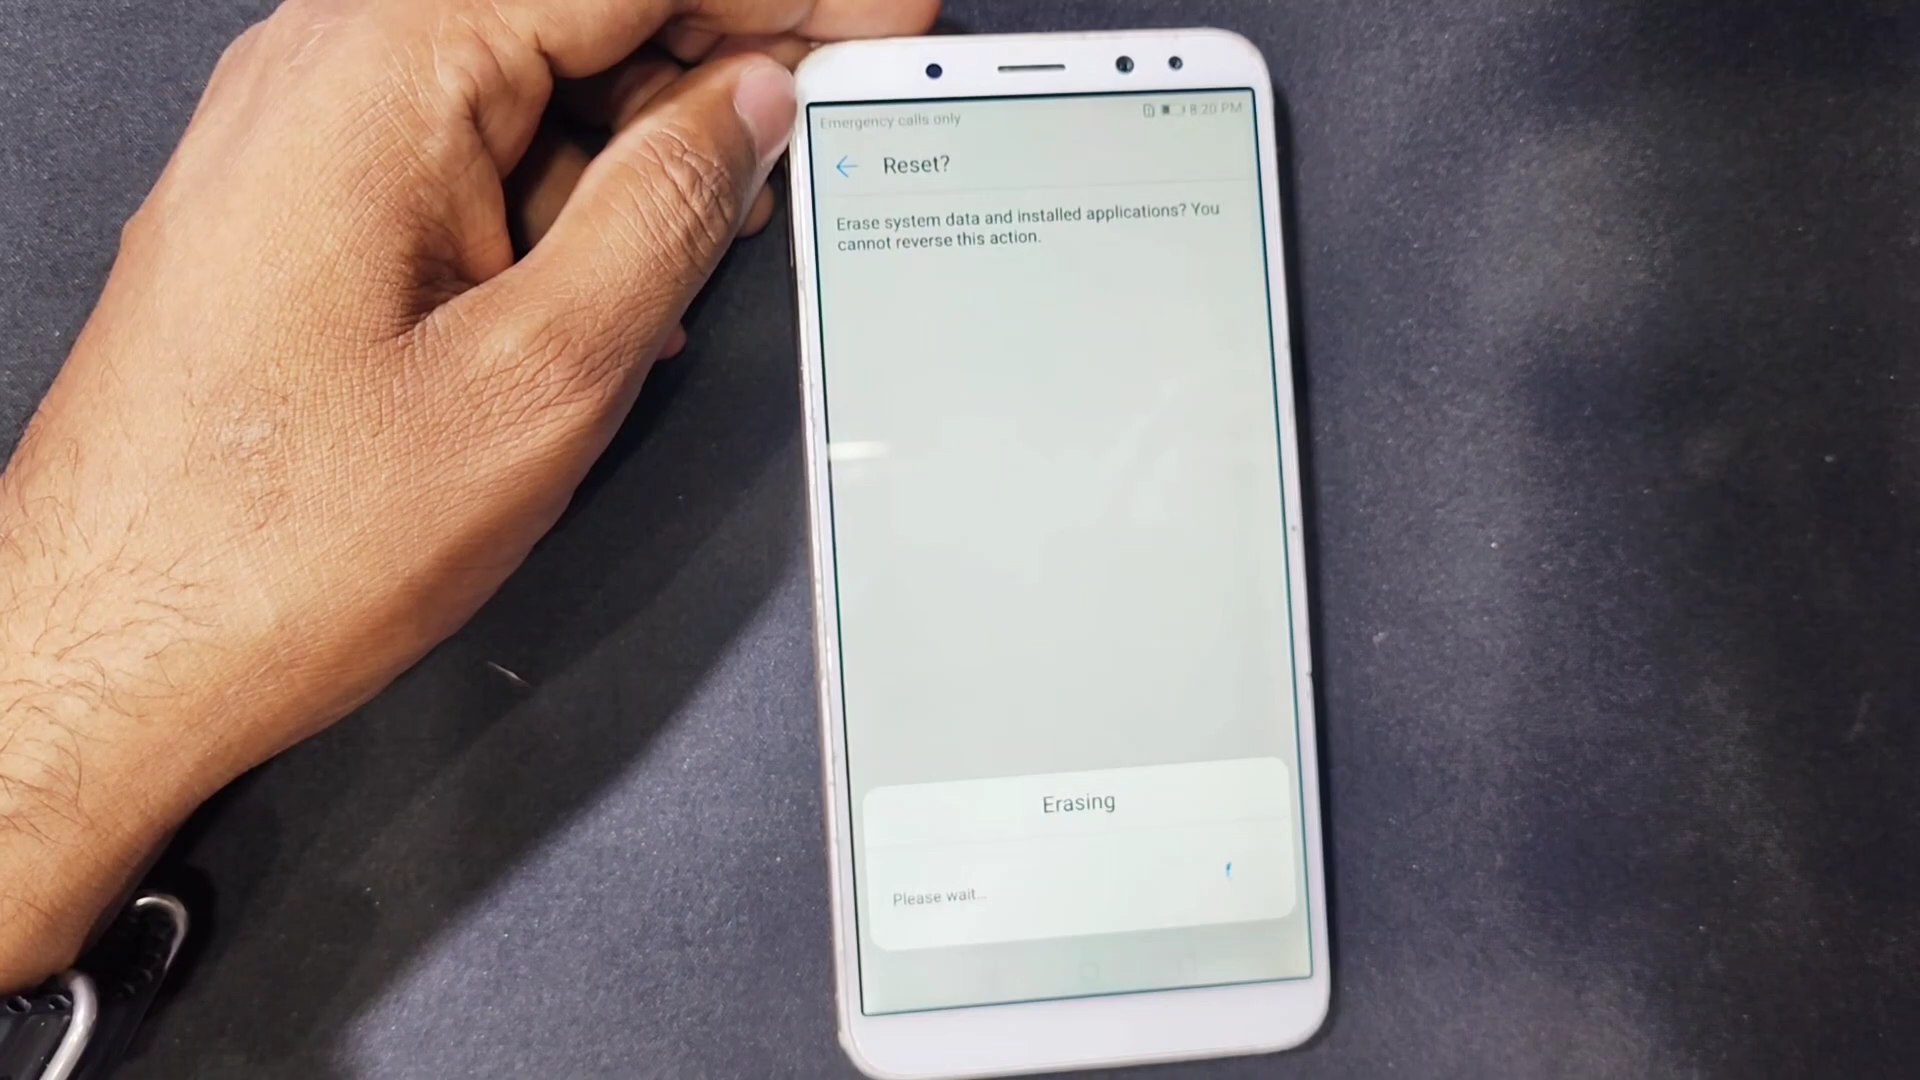 Emergency calls only
8:20 PM
Reset?
Erase system data and installed applications? You
cannot reverse this action.
Erasing
Please wait...